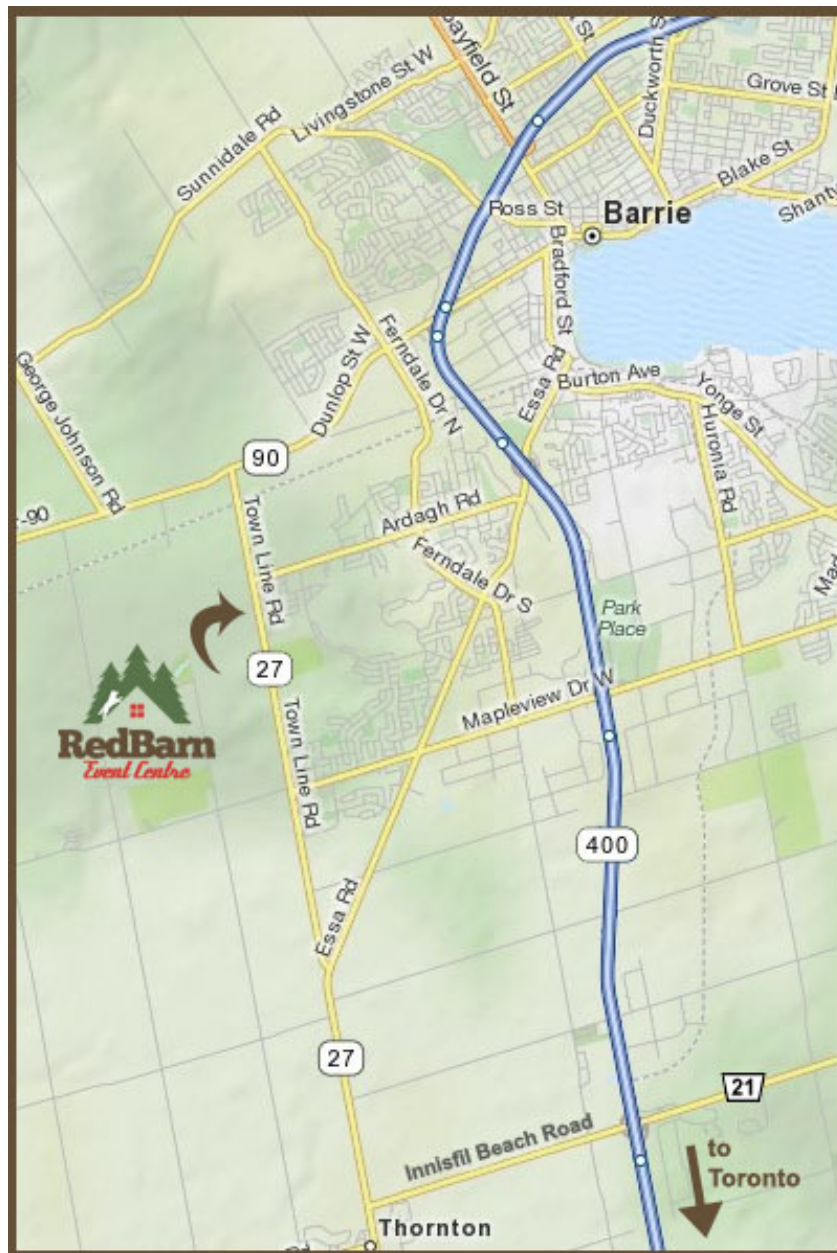 Bayfield St
St
Duckworth S
Grove St
Livingstone St W
Sunnidale Rd
Blake St
Shanty
Ross St
Barrie
Bradford St
Ferndale Dr N
Dunlop St W
George Johnson Rd
Essa Rd
Burton Ave
Yonge St
Huronia Rd
90
-90
Ardagh Rd
Town Line Rd
Ferndale Dr S
Park
Place
Map
27
RedBarn
Event Centre
Town Line Rd
Mapleview Dr W
400
Essa Rd
27
21
Innisfil Beach Road
to
Toronto
Thornton